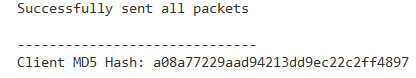 Successfully sent all packets
------------------------------
Client MD5 Hash: a08a77229aad94213dd9ec22c2ff4897